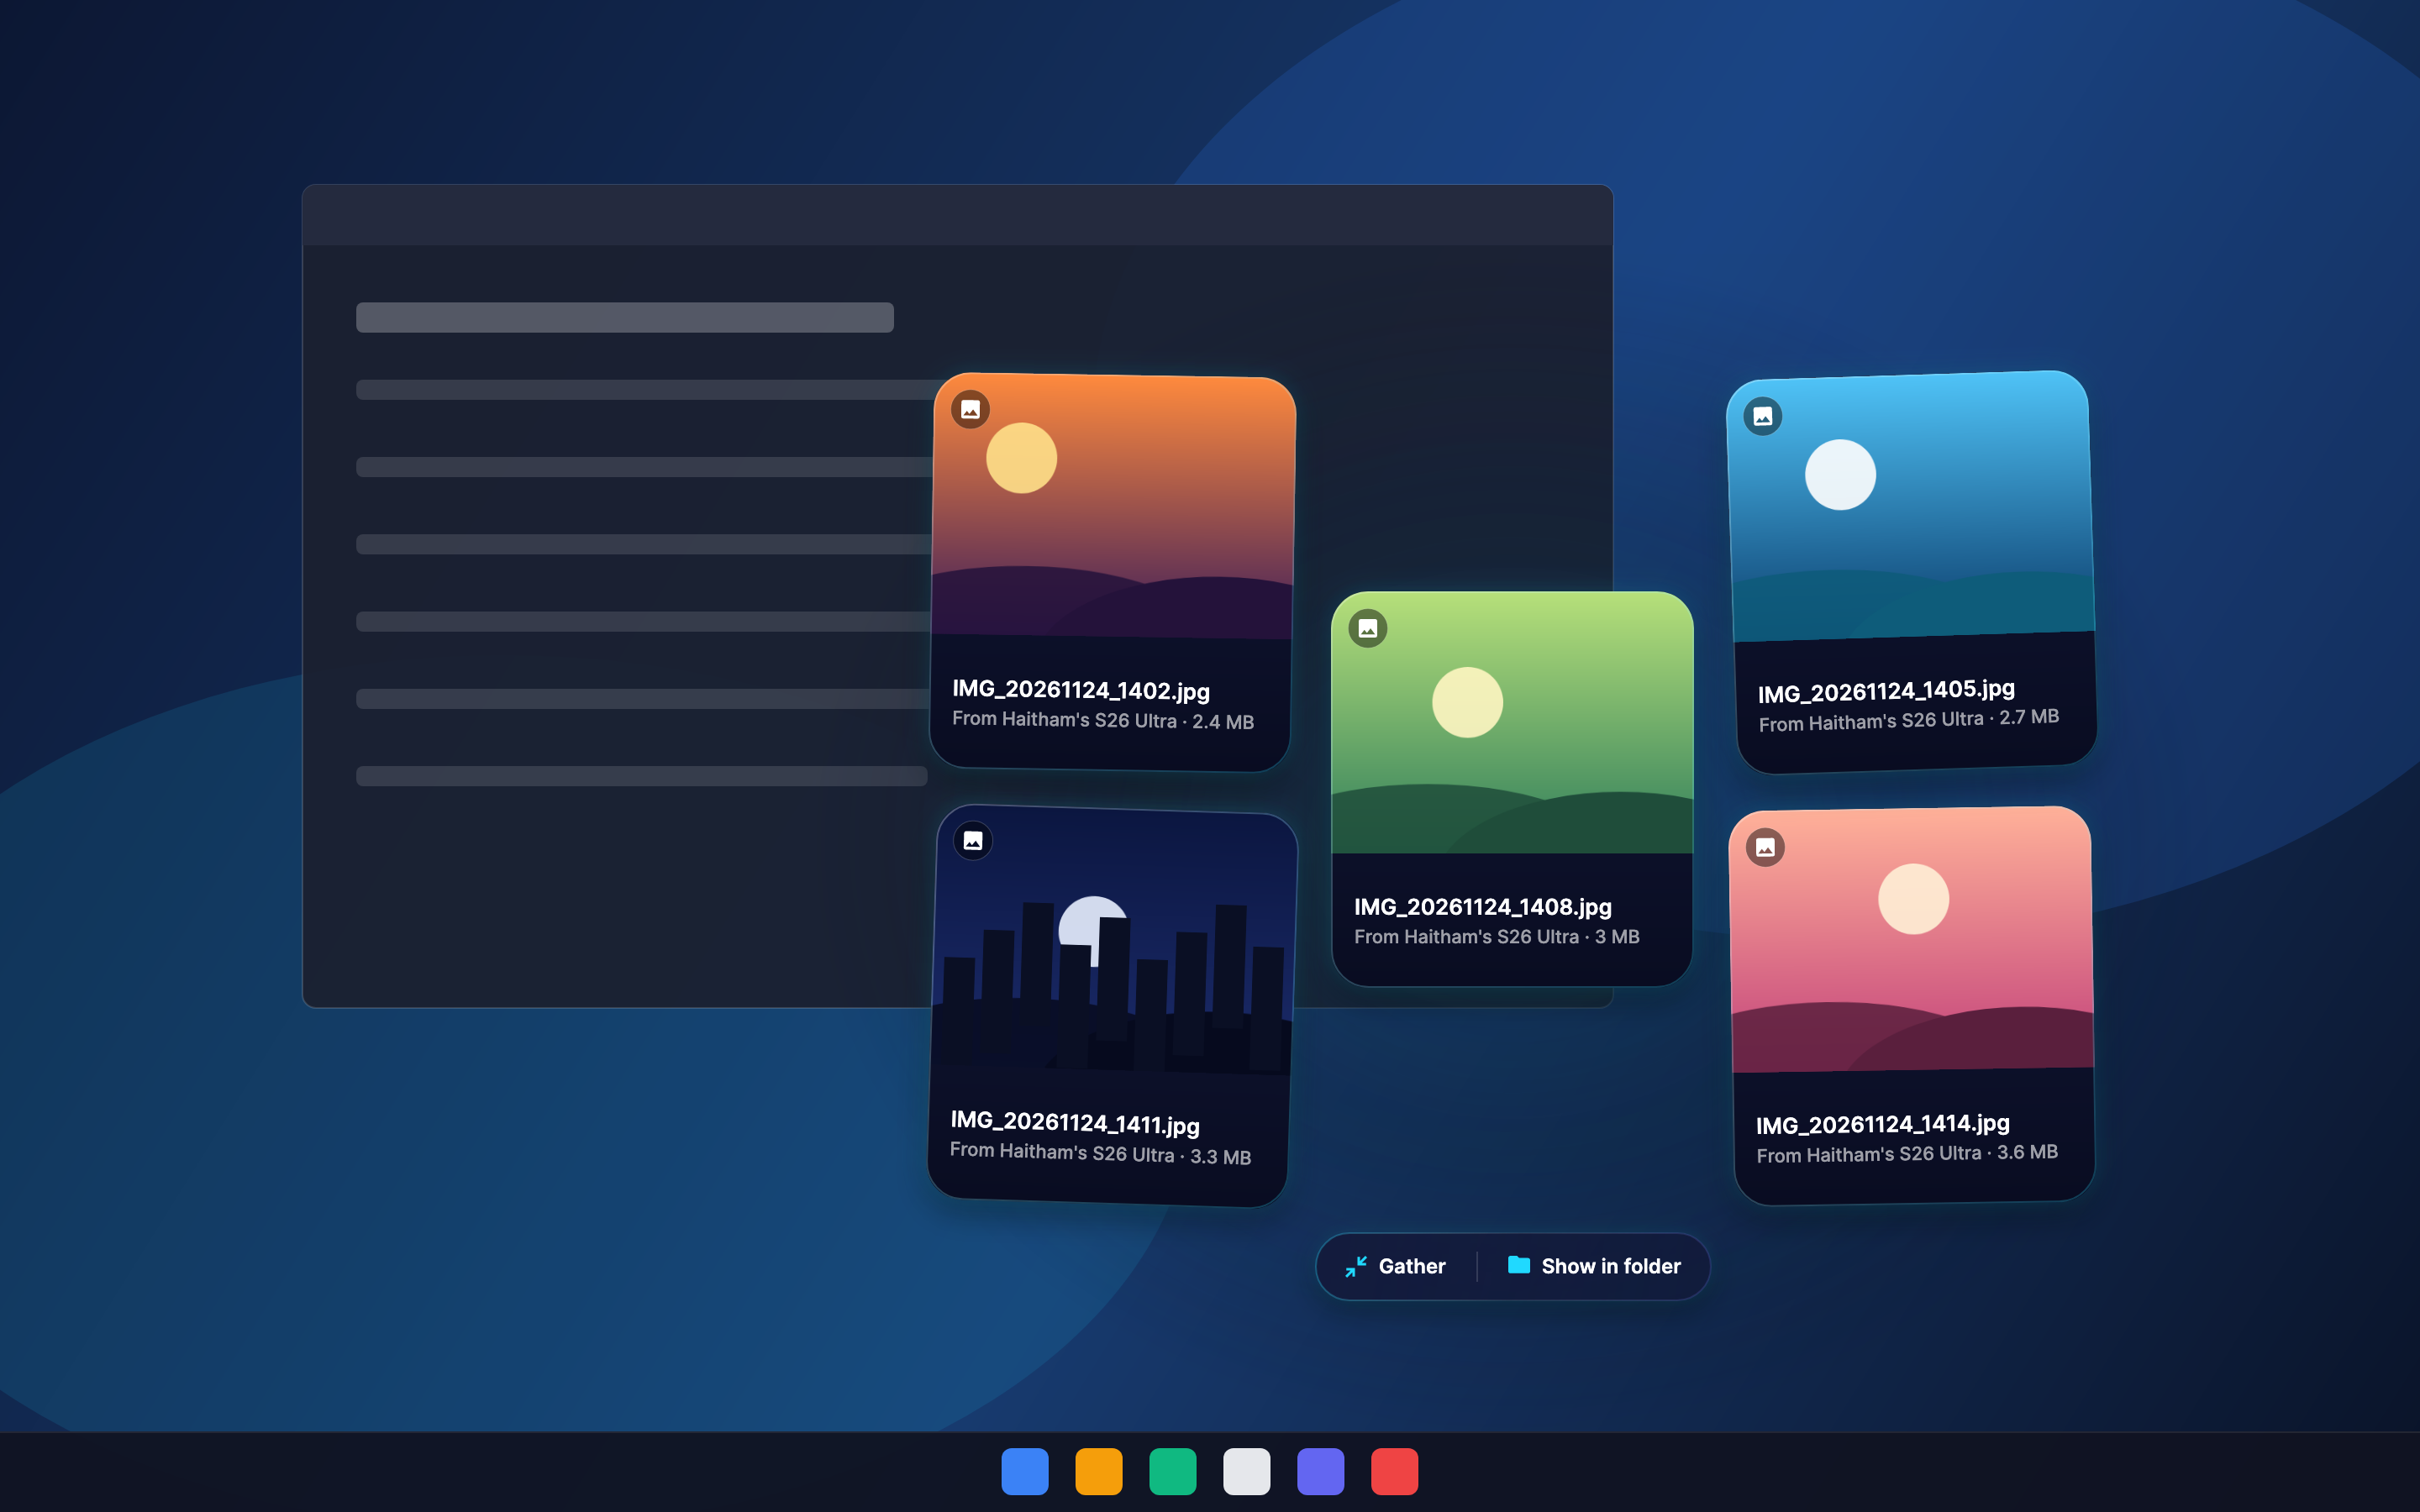 IMG_20261124_1402.jpg
From Haitham's S26 Ultra · 2.4 MB
IMG_20261124_1405.jpg
From Haitham's S26 Ultra · 2.7 MB
IMG_20261124_1408.jpg
From Haitham's S26 Ultra · 3 MB
IMG_20261124_1411.jpg
From Haitham's S26 Ultra · 3.3 MB
IMG_20261124_1414.jpg
From Haitham's S26 Ultra · 3.6 MB
Gather
Show in folder